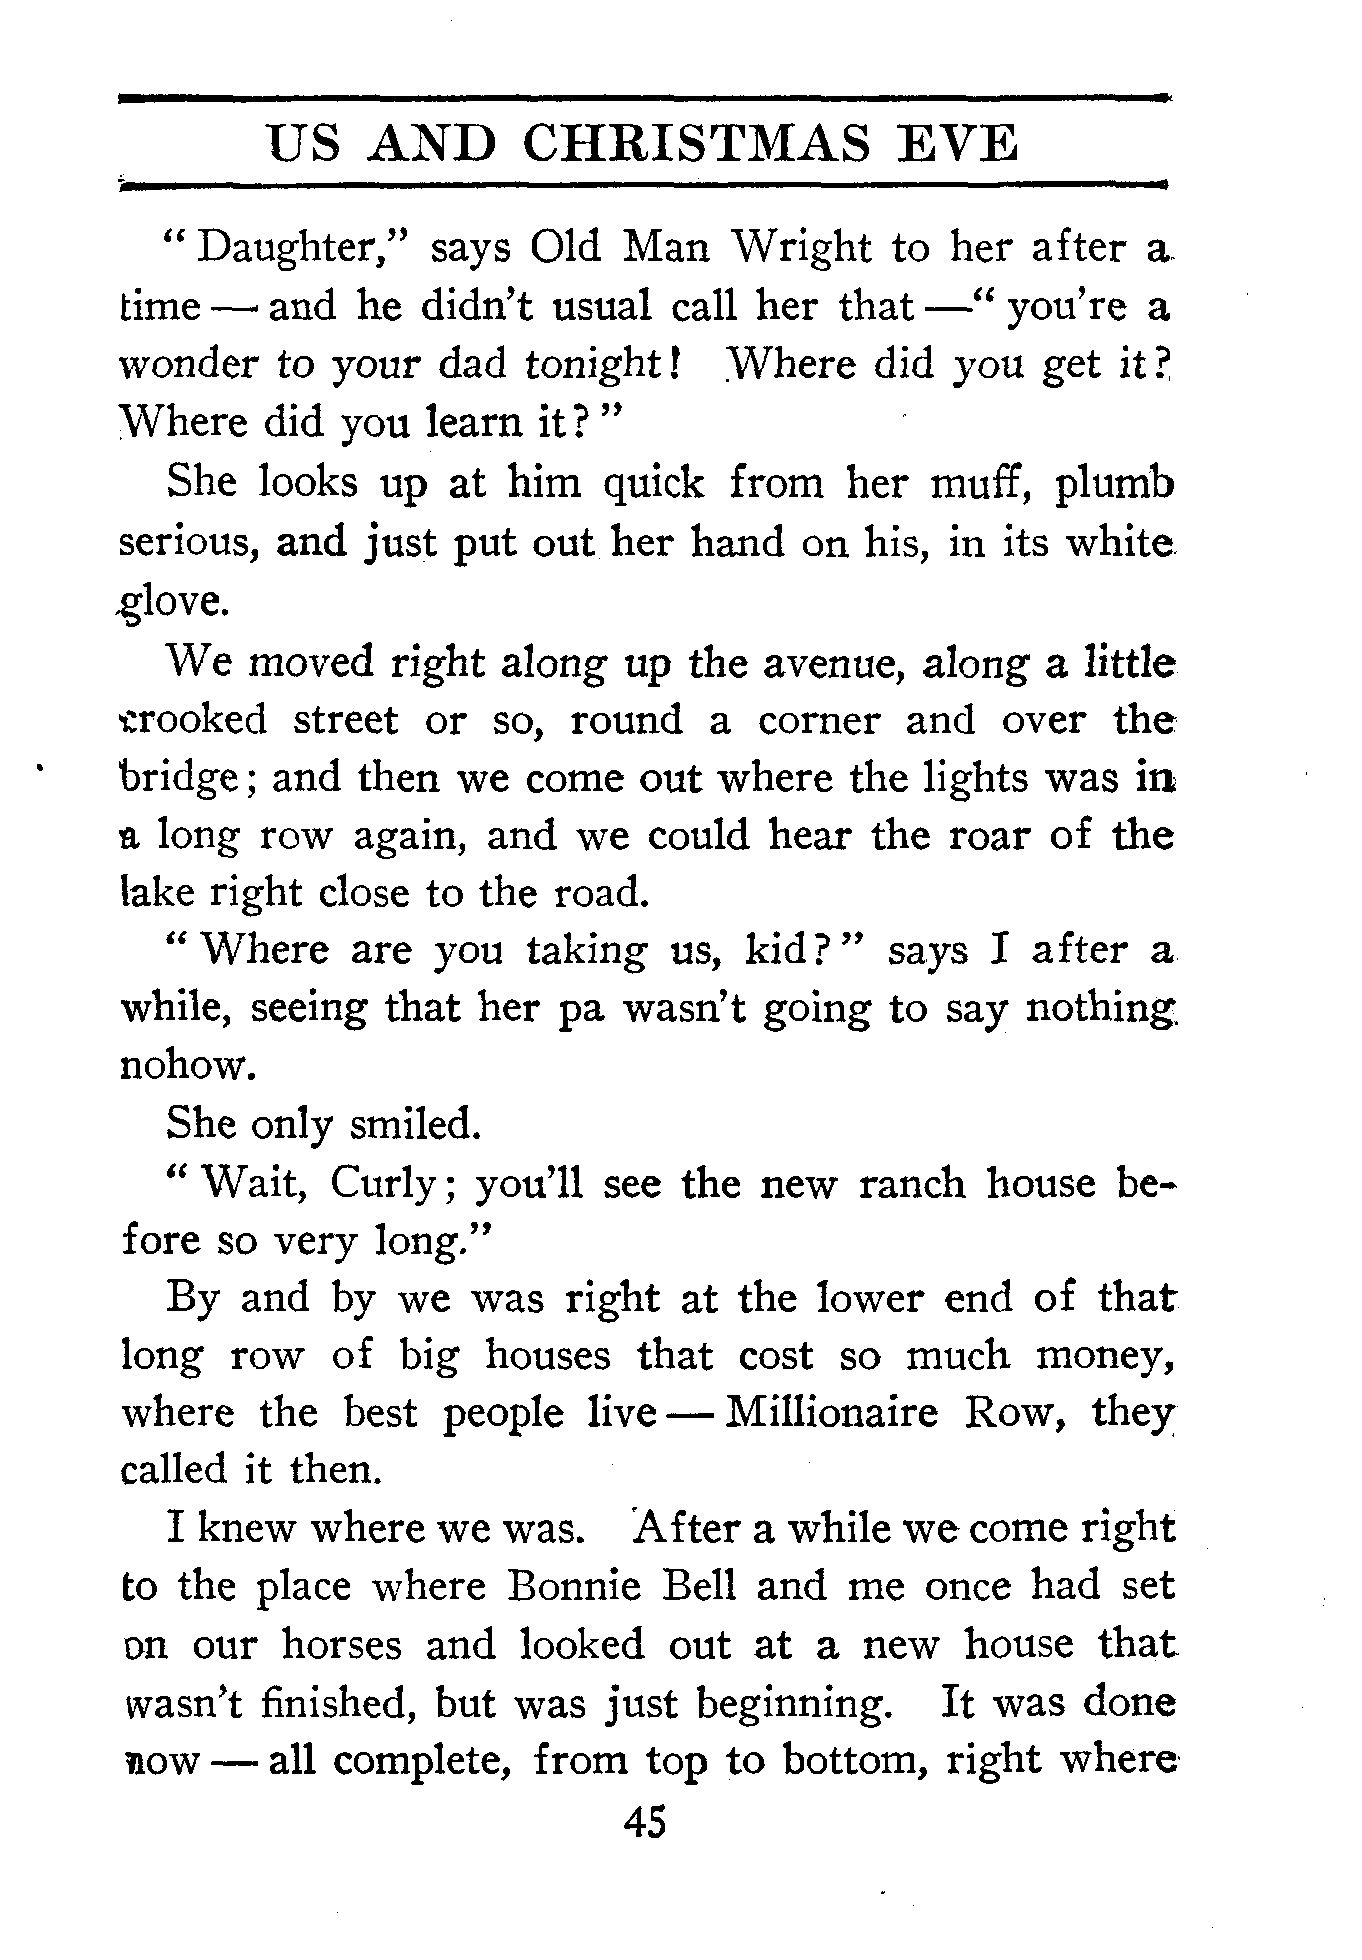 US AND CHRISTMAS EVE
“ Daughter,” says Old Man Wright to her after a
time — and he didn’t usual call her that —“ you’re a
wonder to your dad tonight! Where did you get it?
Where did you learn it? ”
She looks up at him quick from her muff, plumb
serious, and just put out her hand on his, in its white
glove.
We moved right along up the avenue, along a little
crooked street or so, round a corner and over the
bridge; and then we come out where the lights was in
a long row again, and we could hear the roar of the
lake right close to the road.
“ Where are you taking us, kid? ” says I after a
while, seeing that her pa wasn’t going to say nothing
nohow.
She only smiled.
“ Wait, Curly; you’ll see the new ranch house be-
fore so very long.”
By and by we was right at the lower end of that
long row of big houses that cost so much money,
where the best people live — Millionaire Row, they
called it then.
I knew where we was. After a while we come right
to the place where Bonnie Bell and me once had set
on our horses and looked out at a new house that
wasn’t finished, but was just beginning. It was done
now — all complete, from top to bottom, right where
45